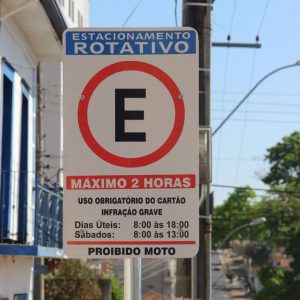 ESTACIONAMENTO
ROTATIVO
E
MÁXIMO 2 HORAS
USO OBRIGATÓRIO DO CARTÃO
INFRAÇÃO GRAVE
Dias Úteis: 8:00 às 18:00
Sábados: 8:00 às 13:00
PROIBIDO MOTO